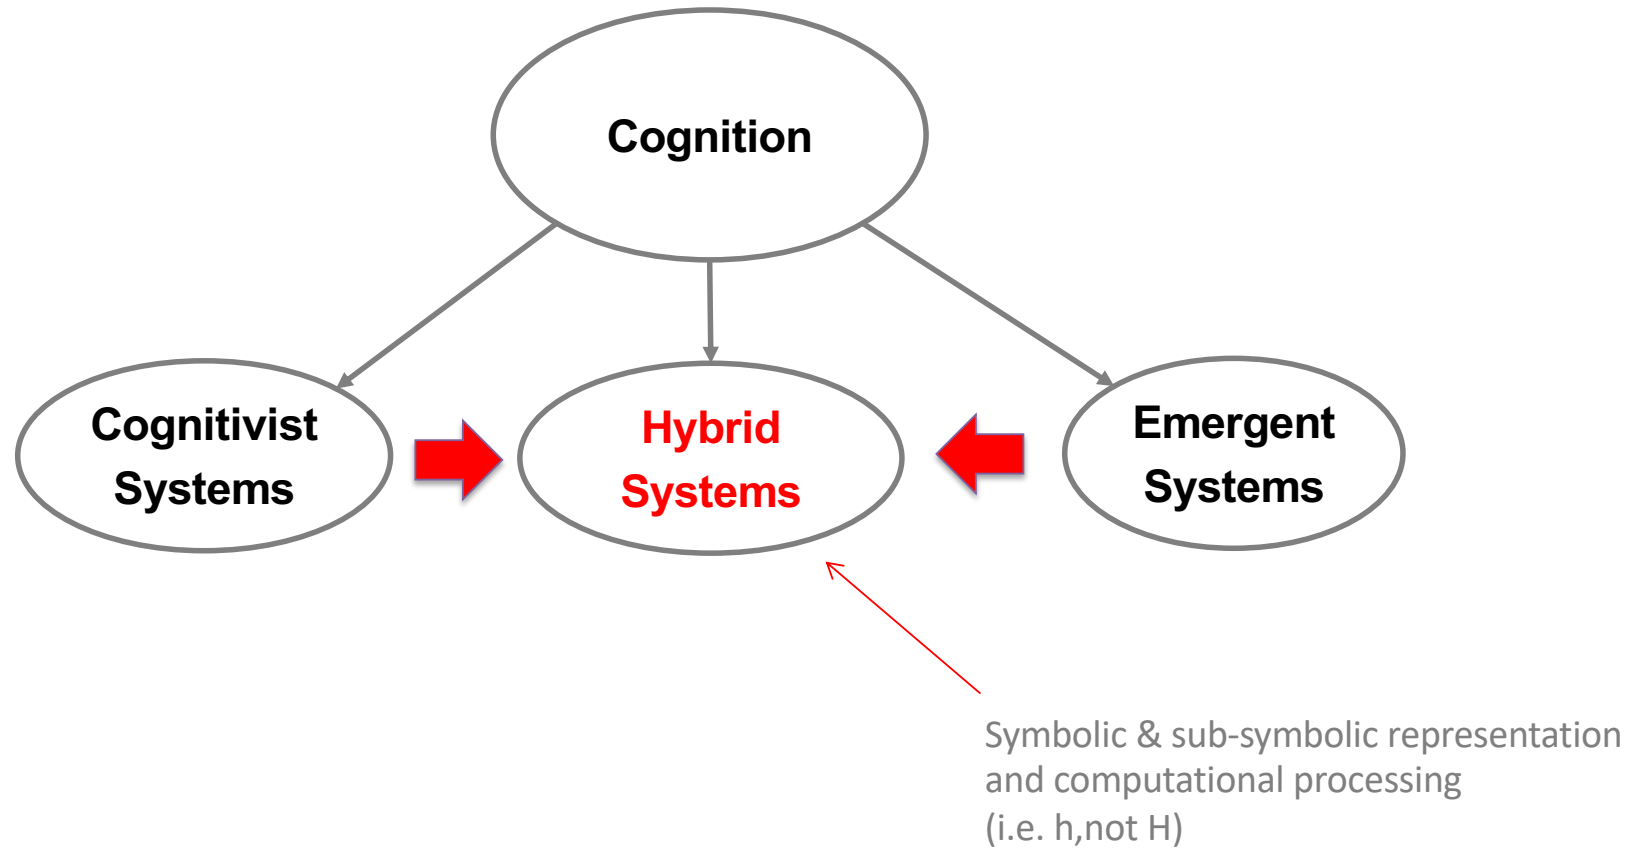 Cognition
Cognitivist
Systems
Hybrid
Systems
Emergent
Systems
Symbolic & sub-symbolic representation
and computational processing
(i.e. h,not H)